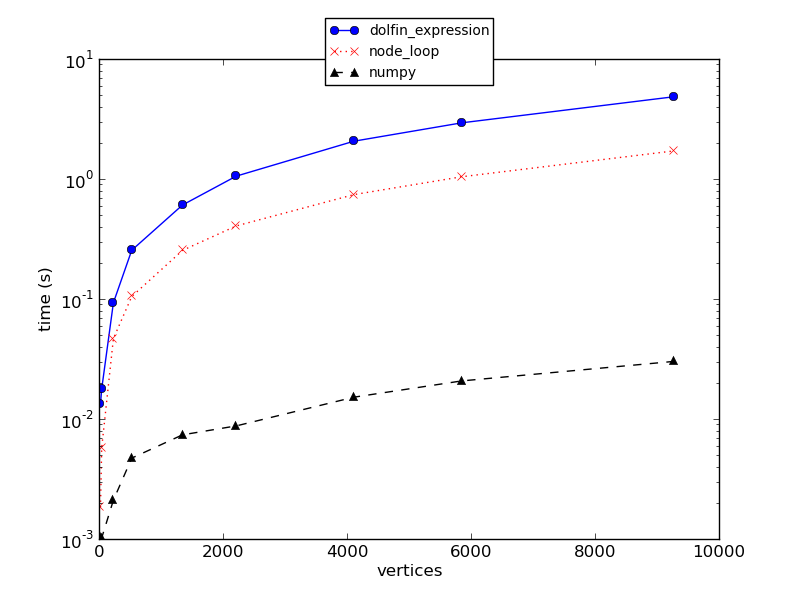 dolfin_expression
node_loop
numpy
10^1
10^0
10^-1
10^-2
10^-3
time (s)
0 2000 4000 6000 8000 10000
vertices